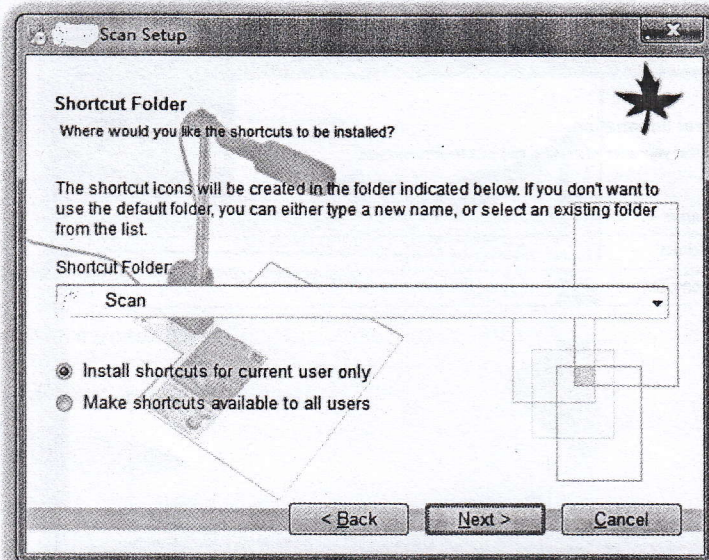 Scan Setup
Shortcut Folder
Where would you like the shortcuts to be installed?
The shortcut icons will be created in the folder indicated below. If you don't want to
use the default folder, you can either type a new name, or select an existing folder
from the list.
Shortcut Folder:
Scan
Install shortcuts for current user only
Make shortcuts available to all users
< Back
Next >
Cancel